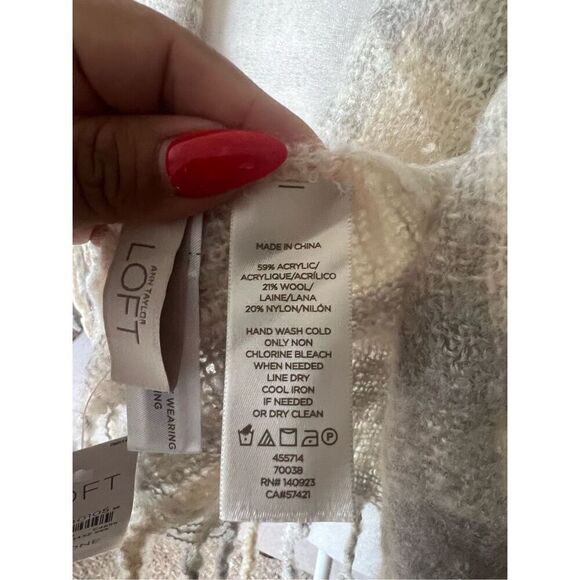 ANN TAYLOR
LOFT
WEARING
MADE IN CHINA
59% ACRYLIC/
ACRYLIQUE/ACRÍLICO
21% WOOL/
LAINE/LANA
20% NYLON/NILÓN
HAND WASH COLD
ONLY NON
CHLORINE BLEACH
WHEN NEEDED
LINE DRY
COOL IRON
IF NEEDED
OR DRY CLEAN
P
455714
70038
RN# 140923
CA#57421
OFT
ONE